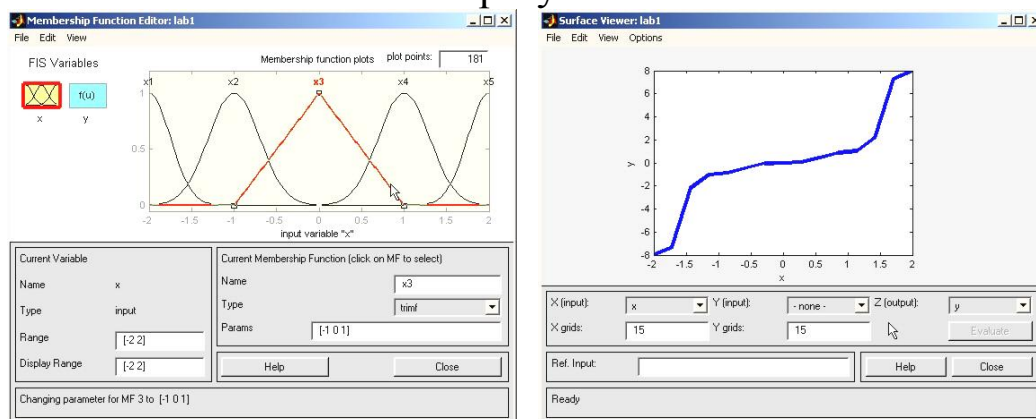 Membership Function Editor: lab1
File Edit View
FIS Variables
x
f(u)
y
Membership function plots plot points: 181
x1 x2 x3 x4 x5
1
0.5
0
-2 -1.5 -1 -0.5 0 0.5 1 1.5 2
input variable "x"
Current Variable
Name x
Type input
Range [-2 2]
Display Range [-2 2]
Current Membership Function (click on MF to select)
Name x3
Type trimf
Params [-1 0 1]
Help Close
Changing parameter for MF 3 to [-1 0 1]
Surface Viewer: lab1
File Edit View Options
8
6
4
2
0
-2
-4
-6
-8
y
-2 -1.5 -1 -0.5 0 0.5 1 1.5 2
x
X (input): x Y (input): - none - Z (output): y
X grids: 15 Y grids: 15 Evaluate
Ref. Input: Help Close
Ready